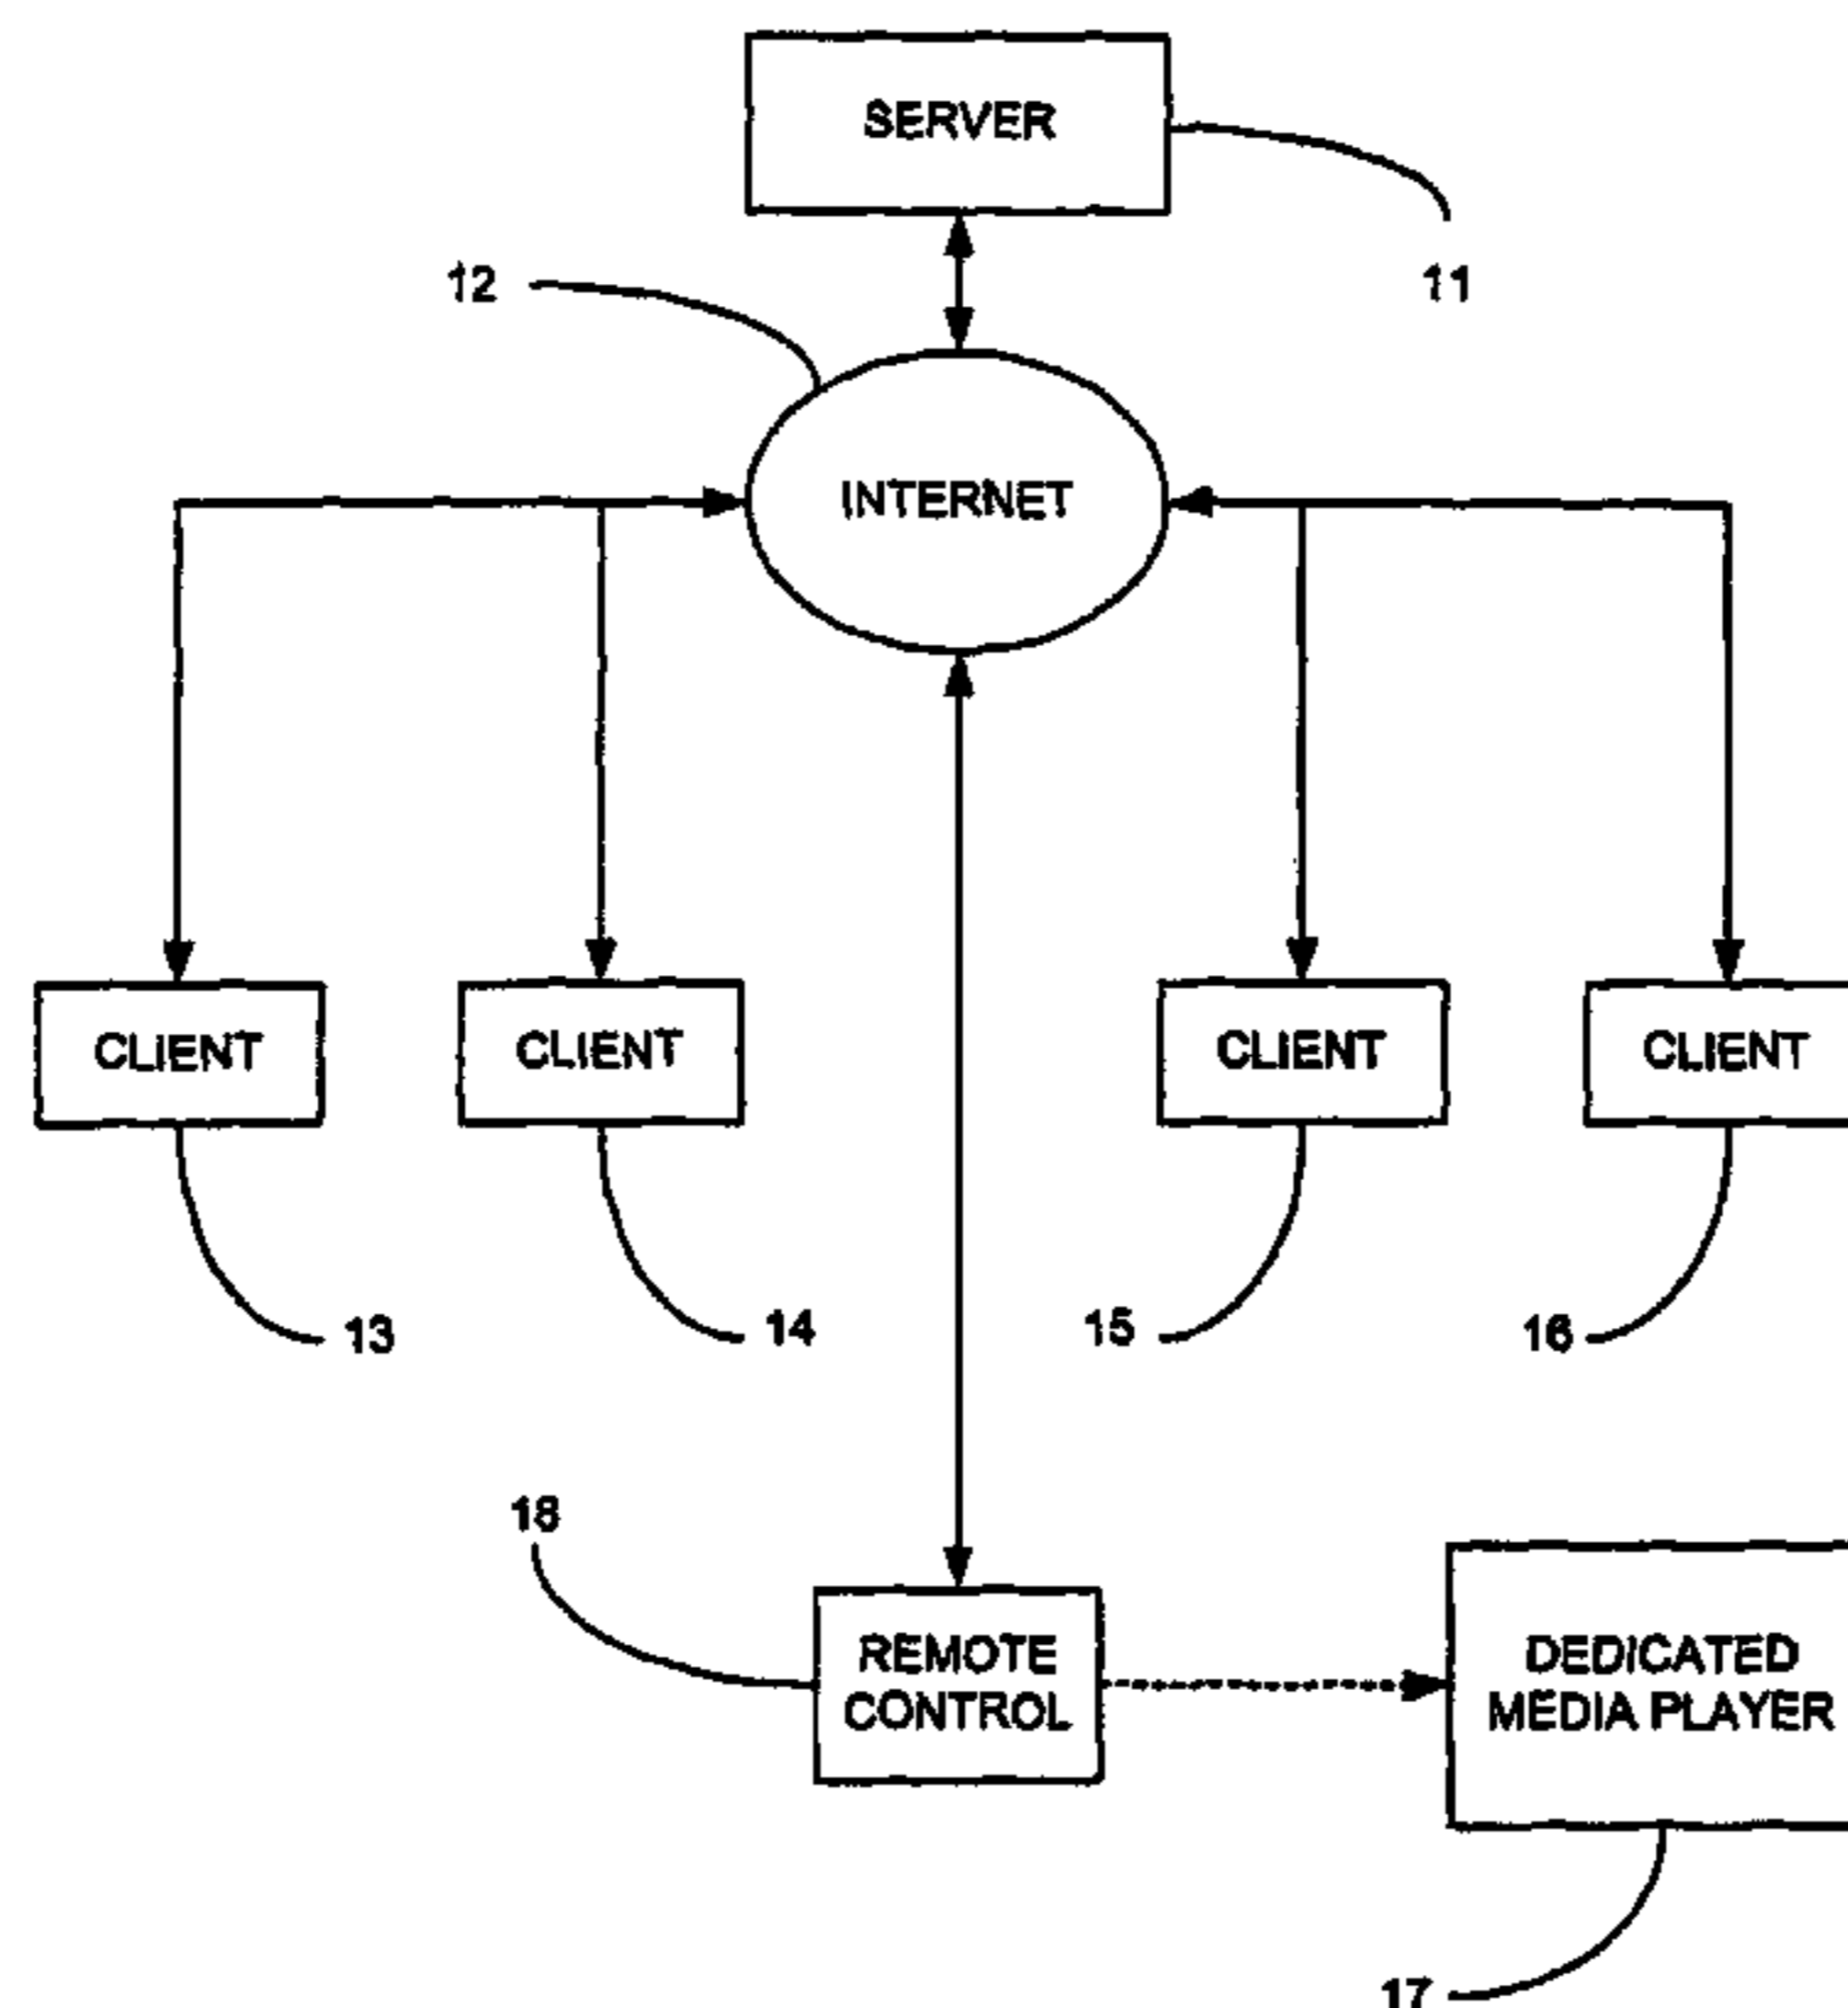 SERVER
11
12
INTERNET
CLIENT
CLIENT
CLIENT
CLIENT
13
14
15
16
18
REMOTE
CONTROL
DEDICATED
MEDIA PLAYER
17